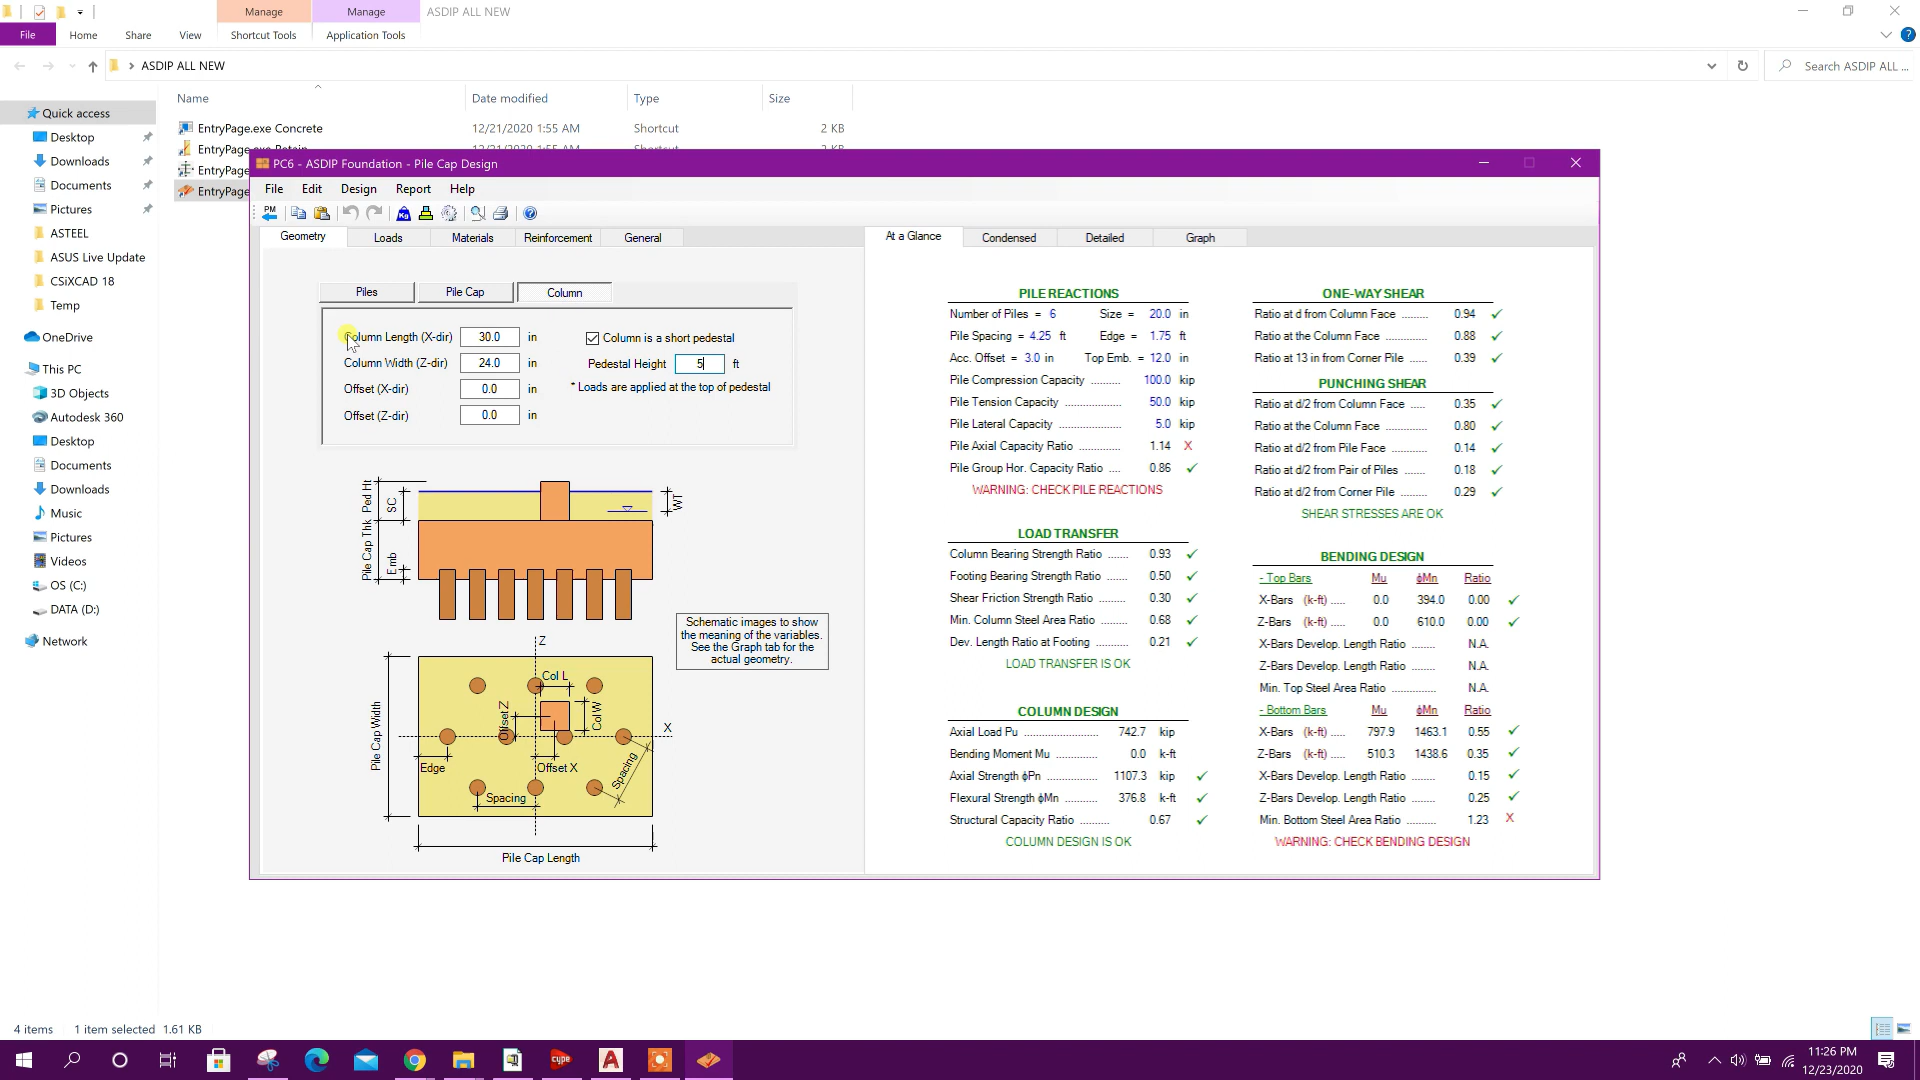 Manage
Manage
ASDIP ALL NEW
File
Home
Share
View
Shortcut Tools
Application Tools
ASDIP ALL NEW
Search ASDIP ALL ...
Name
Date modified
Type
Size
Quick access
Desktop
Downloads
Documents
Pictures
ASTEEL
ASUS Live Update
CSiXCAD 18
Temp
OneDrive
This PC
3D Objects
Autodesk 360
Desktop
Documents
Downloads
Music
Pictures
Videos
OS (C:)
DATA (D:)
Network
EntryPage.exe Concrete
12/21/2020 1:55 AM
Shortcut
2 KB
EntryPage.exe Retain
12/21/2020 1:55 AM
Shortcut
2 KB
EntryPage
EntryPage
PC6 - ASDIP Foundation - Pile Cap Design
File
Edit
Design
Report
Help
PM
Kg
Geometry
Loads
Materials
Reinforcement
General
Piles
Pile Cap
Column
Column Length (X-dir) 30.0 in
Column Width (Z-dir) 24.0 in
Offset (X-dir) 0.0 in
Offset (Z-dir) 0.0 in
Column is a short pedestal
Pedestal Height 5 ft
* Loads are applied at the top of pedestal
Ped Ht
SC
WT
Pile Cap Thk
Emb
Schematic images to show
the meaning of the variables.
See the Graph tab for the
actual geometry.
Z
Col L
Offset Z
Col W
X
Pile Cap Width
Edge
Offset X
Spacing
Spacing
Pile Cap Length
At a Glance
Condensed
Detailed
Graph
PILE REACTIONS
Number of Piles = 6 Size = 20.0 in
Pile Spacing = 4.25 ft Edge = 1.75 ft
Acc. Offset = 3.0 in Top Emb. = 12.0 in
Pile Compression Capacity .......... 100.0 kip
Pile Tension Capacity .................. 50.0 kip
Pile Lateral Capacity .................... 5.0 kip
Pile Axial Capacity Ratio .............. 1.14 X
Pile Group Hor. Capacity Ratio .... 0.86 ✓
WARNING: CHECK PILE REACTIONS
LOAD TRANSFER
Column Bearing Strength Ratio ....... 0.93 ✓
Footing Bearing Strength Ratio ....... 0.50 ✓
Shear Friction Strength Ratio ......... 0.30 ✓
Min. Column Steel Area Ratio ........ 0.68 ✓
Dev. Length Ratio at Footing .......... 0.21 ✓
LOAD TRANSFER IS OK
COLUMN DESIGN
Axial Load Pu ......................... 742.7 kip
Bending Moment Mu ............... 0.0 k-ft
Axial Strength ϕPn ................. 1107.3 kip ✓
Flexural Strength ϕMn ............ 376.8 k-ft ✓
Structural Capacity Ratio .......... 0.67 ✓
COLUMN DESIGN IS OK
ONE-WAY SHEAR
Ratio at d from Column Face ......... 0.94 ✓
Ratio at the Column Face ............. 0.88 ✓
Ratio at 13 in from Corner Pile ....... 0.39 ✓
PUNCHING SHEAR
Ratio at d/2 from Column Face ..... 0.35 ✓
Ratio at the Column Face ............. 0.80 ✓
Ratio at d/2 from Pile Face ........... 0.14 ✓
Ratio at d/2 from Pair of Piles ....... 0.18 ✓
Ratio at d/2 from Corner Pile ........ 0.29 ✓
SHEAR STRESSES ARE OK
BENDING DESIGN
- Top Bars Mu ϕMn Ratio
X-Bars (k-ft) ..... 0.0 394.0 0.00 ✓
Z-Bars (k-ft) ..... 0.0 610.0 0.00 ✓
X-Bars Develop. Length Ratio ....... N.A.
Z-Bars Develop. Length Ratio ....... N.A.
Min. Top Steel Area Ratio ............. N.A.
- Bottom Bars Mu ϕMn Ratio
X-Bars (k-ft) ..... 797.9 1463.1 0.55 ✓
Z-Bars (k-ft) ..... 510.3 1438.6 0.35 ✓
X-Bars Develop. Length Ratio ....... 0.15 ✓
Z-Bars Develop. Length Ratio ....... 0.25 ✓
Min. Bottom Steel Area Ratio .......... 1.23 X
WARNING: CHECK BENDING DESIGN
4 items
1 item selected 1.61 KB
cype
11:26 PM
12/23/2020